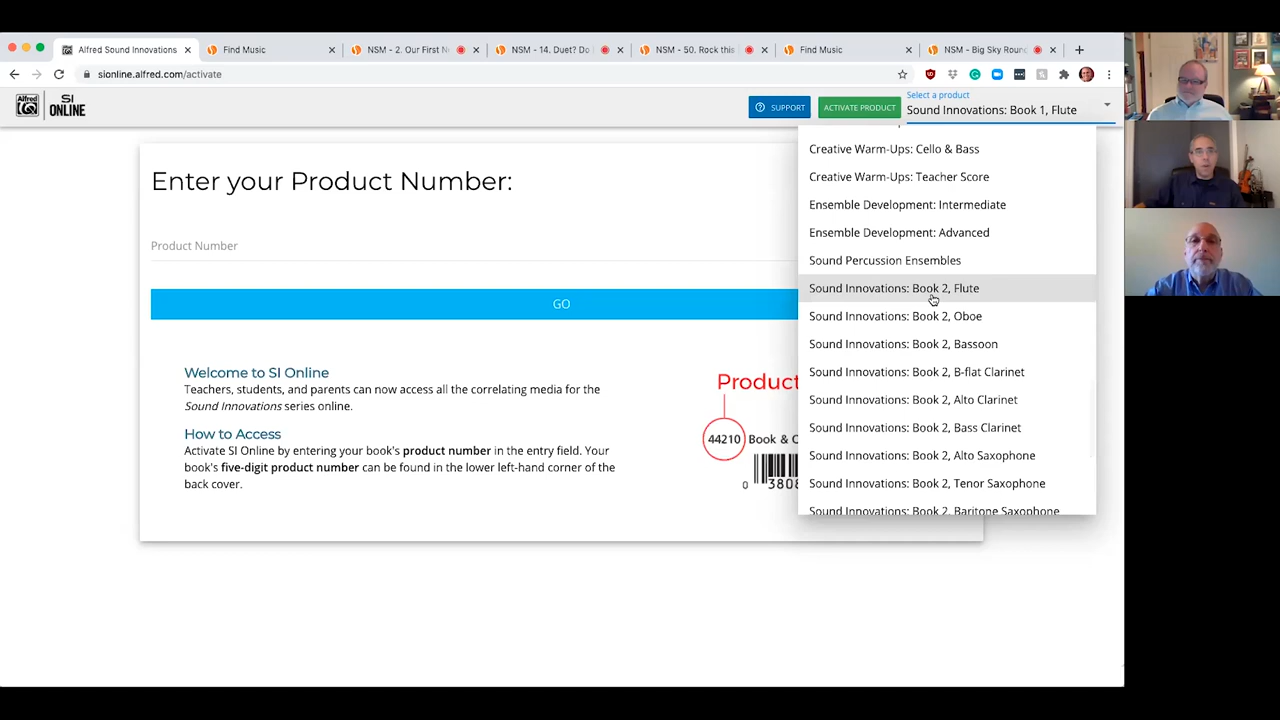 Alfred Sound Innovations
Find Music
NSM - 2. Our First N
NSM - 14. Duet? Do
NSM - 50. Rock this
Find Music
NSM - Big Sky Roun
sionline.alfred.com/activate
Alfred
SI
ONLINE
SUPPORT
ACTIVATE PRODUCT
Select a product
Sound Innovations: Book 1, Flute
Enter your Product Number:
Product Number
GO
Welcome to SI Online
Teachers, students, and parents can now access all the correlating media for the
Sound Innovations series online.
How to Access
Activate SI Online by entering your book's product number in the entry field. Your
book's five-digit product number can be found in the lower left-hand corner of the
back cover.
Product
44210 Book & C
0 3808
Creative Warm-Ups: Cello & Bass
Creative Warm-Ups: Teacher Score
Ensemble Development: Intermediate
Ensemble Development: Advanced
Sound Percussion Ensembles
Sound Innovations: Book 2, Flute
Sound Innovations: Book 2, Oboe
Sound Innovations: Book 2, Bassoon
Sound Innovations: Book 2, B-flat Clarinet
Sound Innovations: Book 2, Alto Clarinet
Sound Innovations: Book 2, Bass Clarinet
Sound Innovations: Book 2, Alto Saxophone
Sound Innovations: Book 2, Tenor Saxophone
Sound Innovations: Book 2, Baritone Saxophone